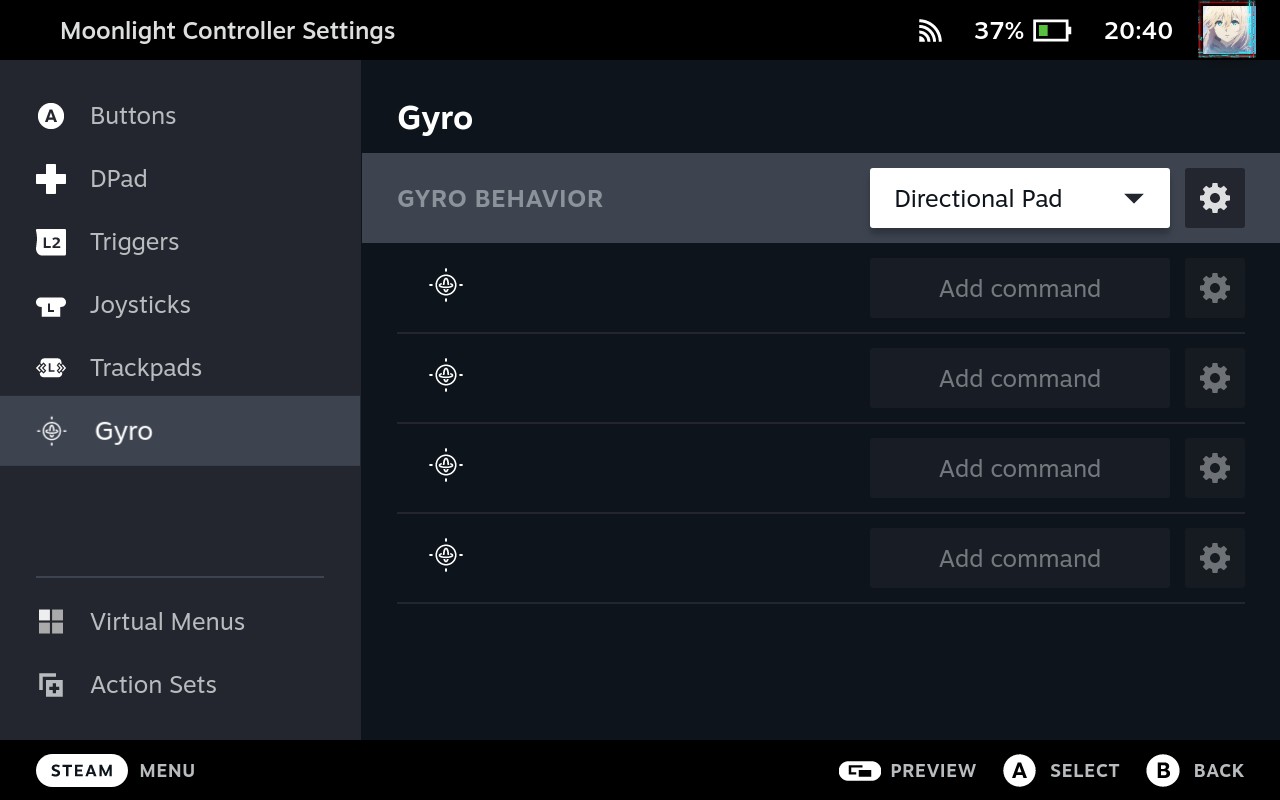 Moonlight Controller Settings
37%
20:40
A Buttons
DPad
L2 Triggers
L Joysticks
L Trackpads
Gyro
Virtual Menus
Action Sets
Gyro
GYRO BEHAVIOR
Directional Pad
Add command
Add command
Add command
Add command
STEAM MENU
PREVIEW
A SELECT
B BACK